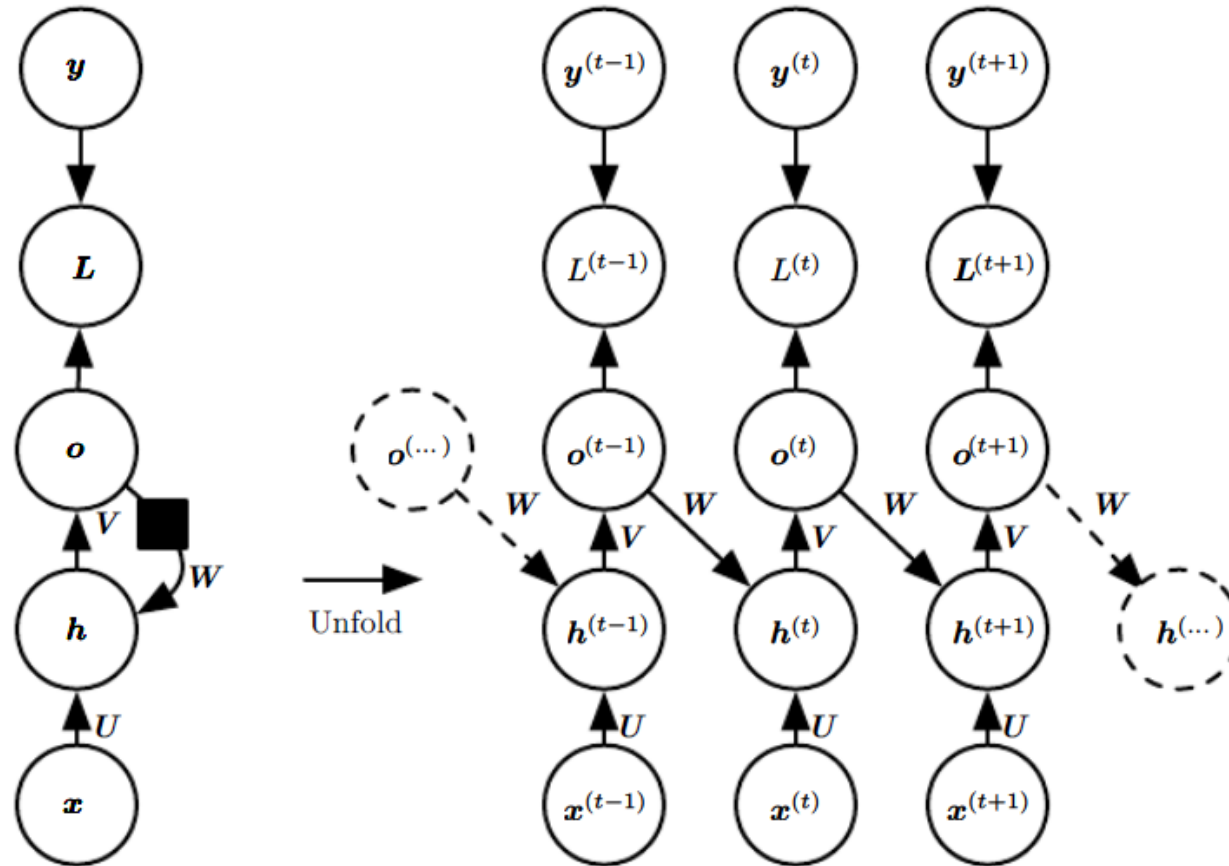 y y^{(t−1)} y^{(t)} y^{(t+1)}
L L^{(t−1)} L^{(t)} L^{(t+1)}
o o^{(...)} o^{(t−1)} o^{(t)} o^{(t+1)}
W W W W
V V V V
W
Unfold
h h^{(t−1)} h^{(t)} h^{(t+1)} h^{(...)}
U U U U
x x^{(t−1)} x^{(t)} x^{(t+1)}